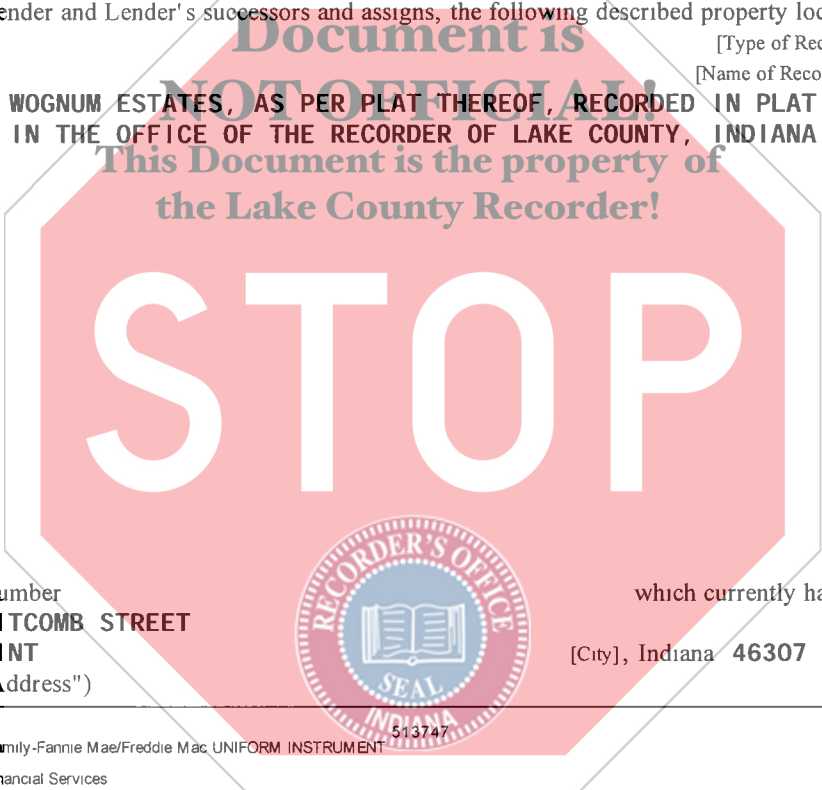 ender and Lender's successors and assigns, the following described property loc
Document is
[Type of Rec
[Name of Reco
NOT OFFICIAL!
WOGNUM ESTATES, AS PER PLAT THEREOF, RECORDED IN PLAT
IN THE OFFICE OF THE RECORDER OF LAKE COUNTY, INDIANA
This Document is the property of
the Lake County Recorder!
STOP
RECORDER'S OFFICE
umber which currently ha
TCOMB STREET
NT [City], Indiana 46307
Address")
SEAL
INDIANA
513747
mily-Fannie Mae/Freddie Mac UNIFORM INSTRUMENT
nancial Services